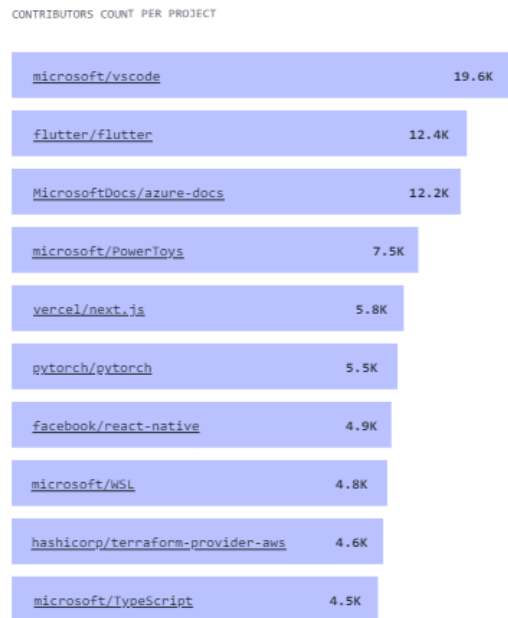 CONTRIBUTORS COUNT PER PROJECT
microsoft/vscode 19.6K
flutter/flutter 12.4K
MicrosoftDocs/azure-docs 12.2K
microsoft/PowerToys 7.5K
vercel/next.js 5.8K
pytorch/pytorch 5.5K
facebook/react-native 4.9K
microsoft/WSL 4.8K
hashicorp/terraform-provider-aws 4.6K
microsoft/TypeScript 4.5K